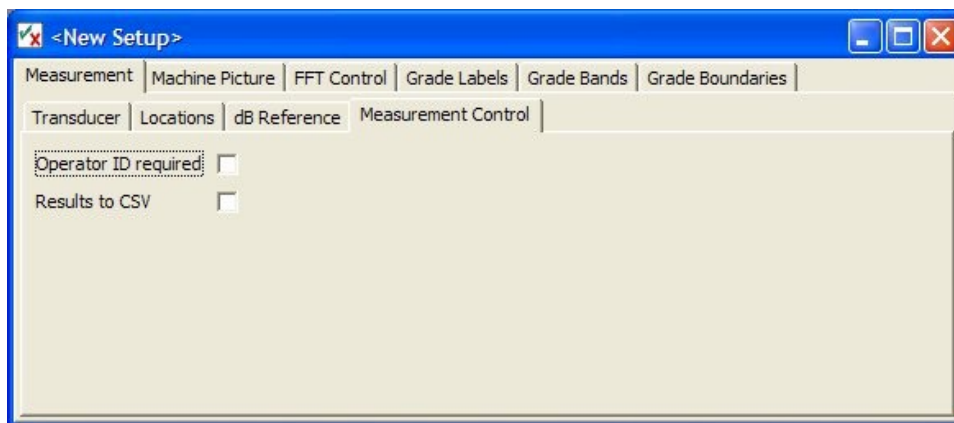 <New Setup>
Measurement Machine Picture FFT Control Grade Labels Grade Bands Grade Boundaries
Transducer Locations dB Reference Measurement Control
Operator ID required
Results to CSV